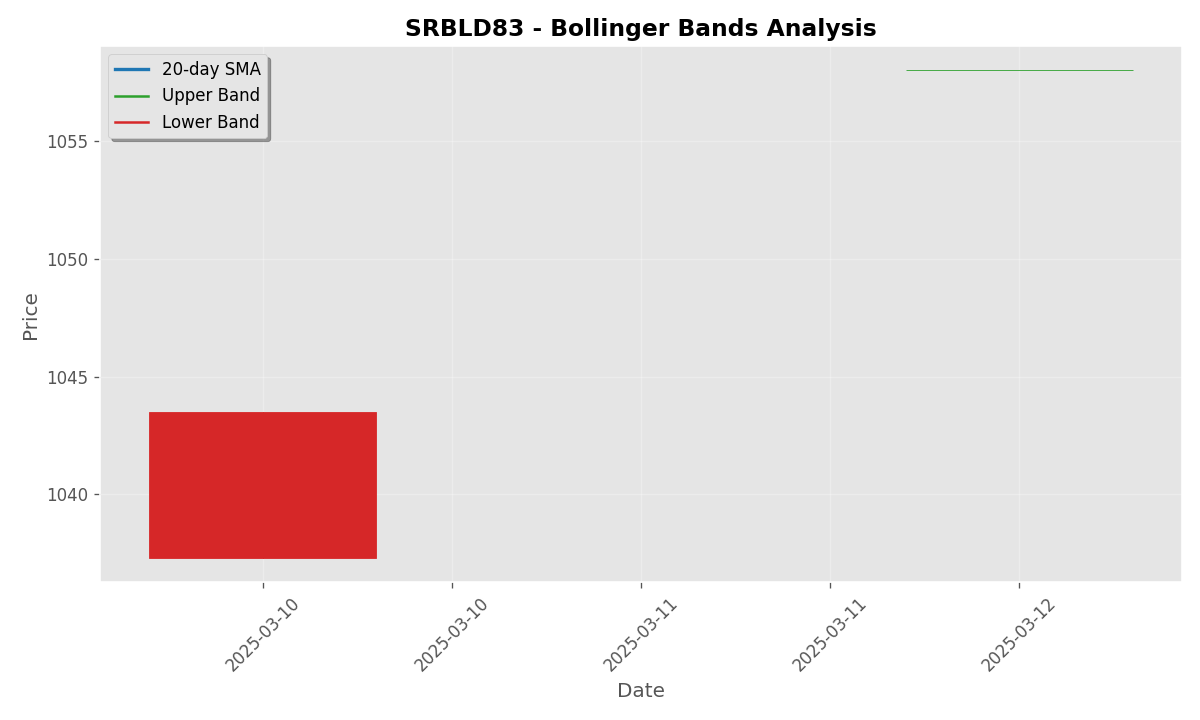 SRBLD83 - Bollinger Bands Analysis
20-day SMA
Upper Band
Lower Band
Price
1055
1050
1045
1040
2025-03-10
2025-03-10
2025-03-11
2025-03-11
2025-03-12
Date